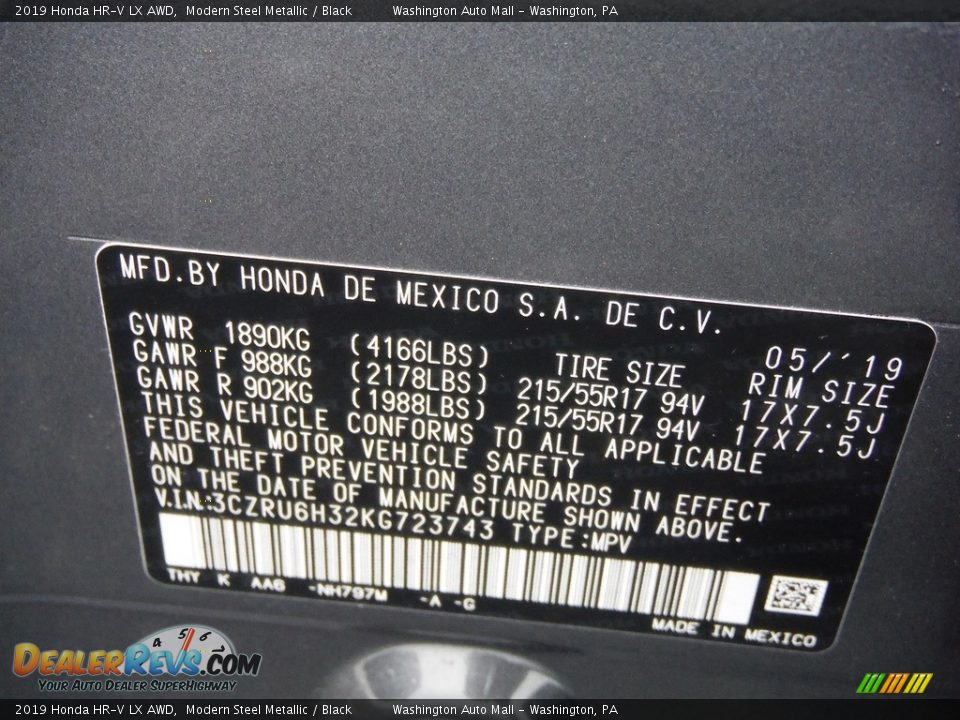 2019 Honda HR-V LX AWD, Modern Steel Metallic / Black Washington Auto Mall - Washington, PA
MFD.BY HONDA DE MEXICO S.A. DE C.V.
05/'19
GVWR 1890KG (4166LBS) TIRE SIZE RIM SIZE
GAWR F 988KG (2178LBS) 215/55R17 94V 17X7.5J
GAWR R 902KG (1988LBS) 215/55R17 94V 17X7.5J
THIS VEHICLE CONFORMS TO ALL APPLICABLE
FEDERAL MOTOR VEHICLE SAFETY
AND THEFT PREVENTION STANDARDS IN EFFECT
ON THE DATE OF MANUFACTURE SHOWN ABOVE.
V.I.N:3CZRU6H32KG723743 TYPE:MPV
THY K AA6 -NH797M -A -G
MADE IN MEXICO
4 5 6
DEALERREVS.COM
YOUR AUTO DEALER SUPERHIGHWAY
2019 Honda HR-V LX AWD, Modern Steel Metallic / Black Washington Auto Mall - Washington, PA